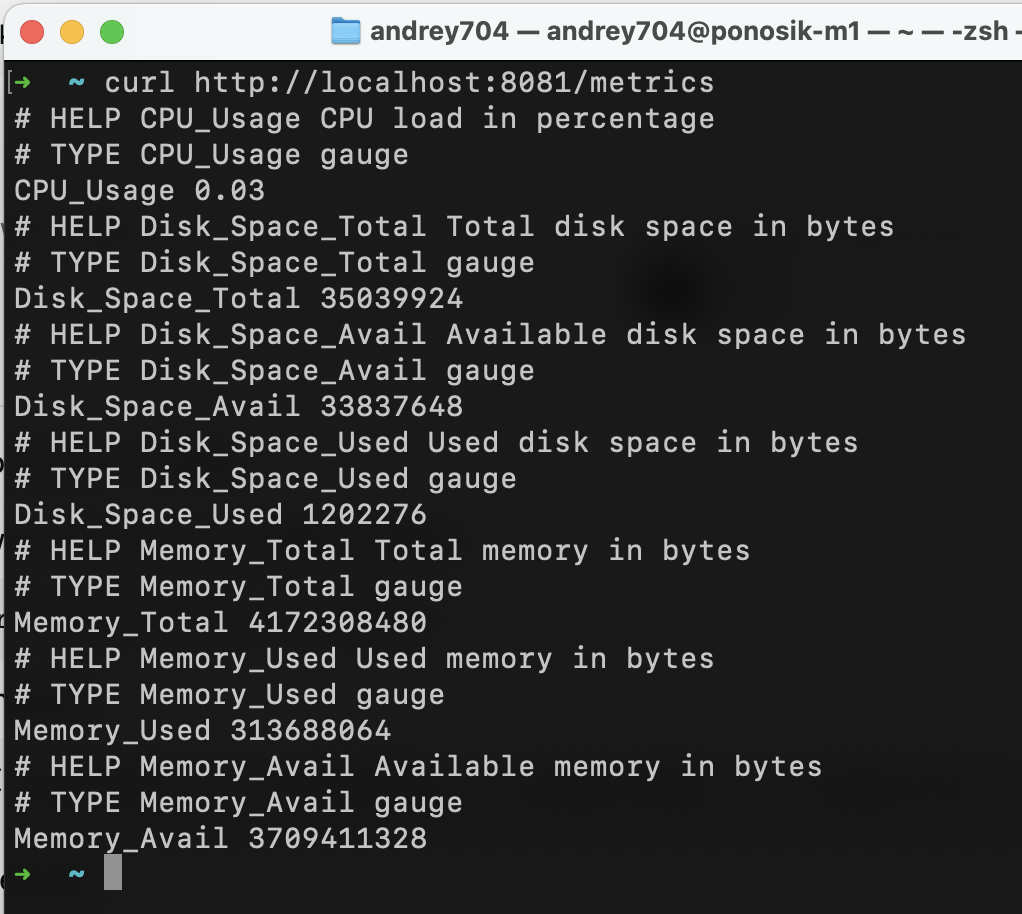 andrey704 — andrey704@ponosik-m1 — ~ — -zsh -
[➜ ~ curl http://localhost:8081/metrics
# HELP CPU_Usage CPU load in percentage
# TYPE CPU_Usage gauge
CPU_Usage 0.03
# HELP Disk_Space_Total Total disk space in bytes
# TYPE Disk_Space_Total gauge
Disk_Space_Total 35039924
# HELP Disk_Space_Avail Available disk space in bytes
# TYPE Disk_Space_Avail gauge
Disk_Space_Avail 33837648
# HELP Disk_Space_Used Used disk space in bytes
# TYPE Disk_Space_Used gauge
Disk_Space_Used 1202276
# HELP Memory_Total Total memory in bytes
# TYPE Memory_Total gauge
Memory_Total 4172308480
# HELP Memory_Used Used memory in bytes
# TYPE Memory_Used gauge
Memory_Used 313688064
# HELP Memory_Avail Available memory in bytes
# TYPE Memory_Avail gauge
Memory_Avail 3709411328
➜ ~